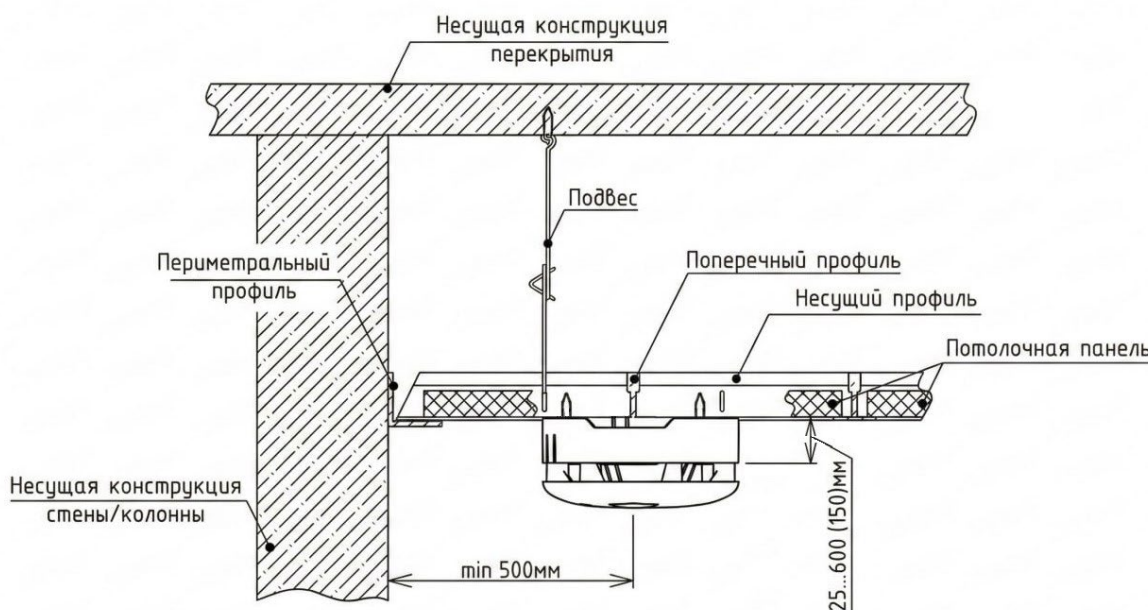 Несущая конструкция
перекрытия
Подвес
Периметральный
профиль
Поперечный профиль
Несущий профиль
Потолочная панель
Несущая конструкция
стены/колонны
min 500мм
25...600 (150)мм